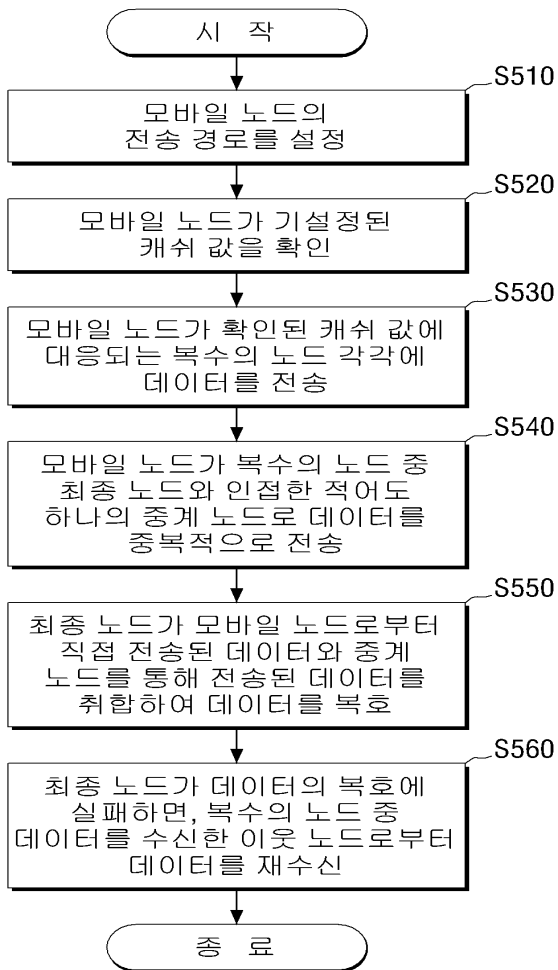 시 작
S510
모바일 노드의
전송 경로를 설정
S520
모바일 노드가 기설정된
캐쉬 값을 확인
S530
모바일 노드가 확인된 캐쉬 값에
대응되는 복수의 노드 각각에
데이터를 전송
S540
모바일 노드가 복수의 노드 중
최종 노드와 인접한 적어도
하나의 중계 노드로 데이터를
중복적으로 전송
S550
최종 노드가 모바일 노드로부터
직접 전송된 데이터와 중계
노드를 통해 전송된 데이터를
취합하여 데이터를 복호
S560
최종 노드가 데이터의 복호에
실패하면, 복수의 노드 중
데이터를 수신한 이웃 노드로부터
데이터를 재수신
종 료